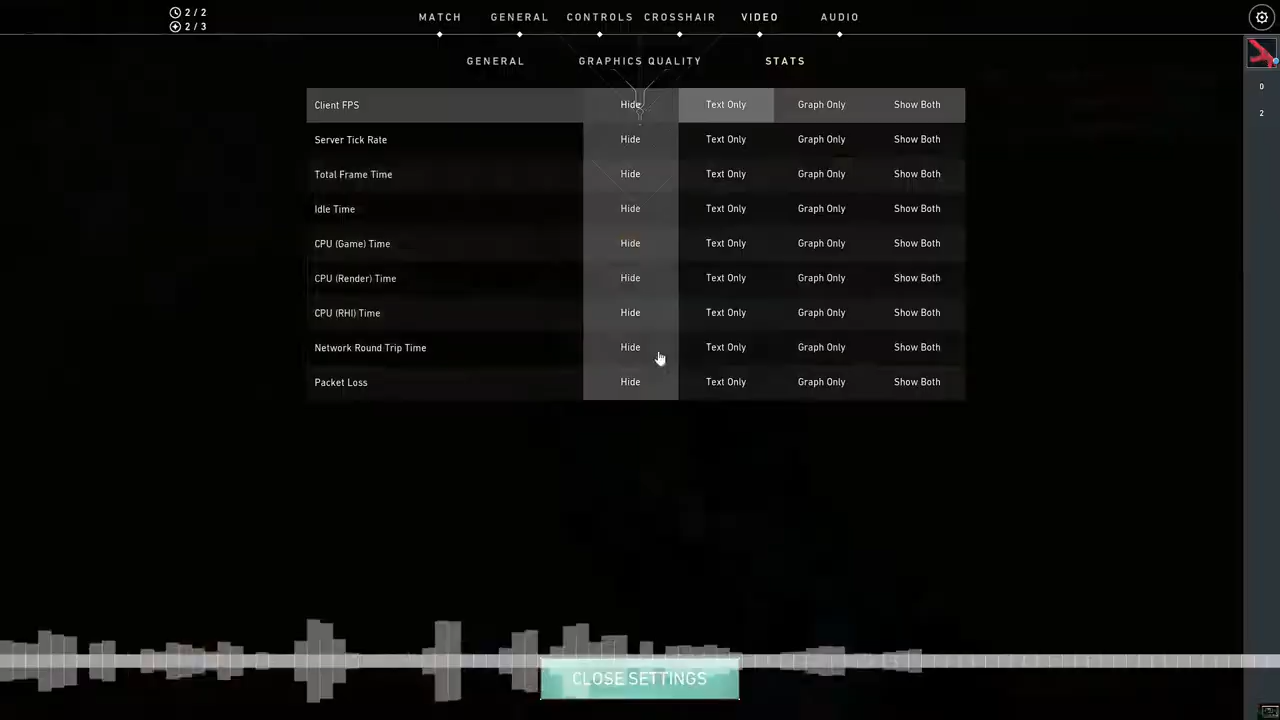 2 / 2
2 / 3
MATCH GENERAL CONTROLS CROSSHAIR VIDEO AUDIO
GENERAL GRAPHICS QUALITY STATS
Client FPS Hide Text Only Graph Only Show Both
Server Tick Rate Hide Text Only Graph Only Show Both
Total Frame Time Hide Text Only Graph Only Show Both
Idle Time Hide Text Only Graph Only Show Both
CPU (Game) Time Hide Text Only Graph Only Show Both
CPU (Render) Time Hide Text Only Graph Only Show Both
CPU (RHI) Time Hide Text Only Graph Only Show Both
Network Round Trip Time Hide Text Only Graph Only Show Both
Packet Loss Hide Text Only Graph Only Show Both
0
2
CLOSE SETTINGS